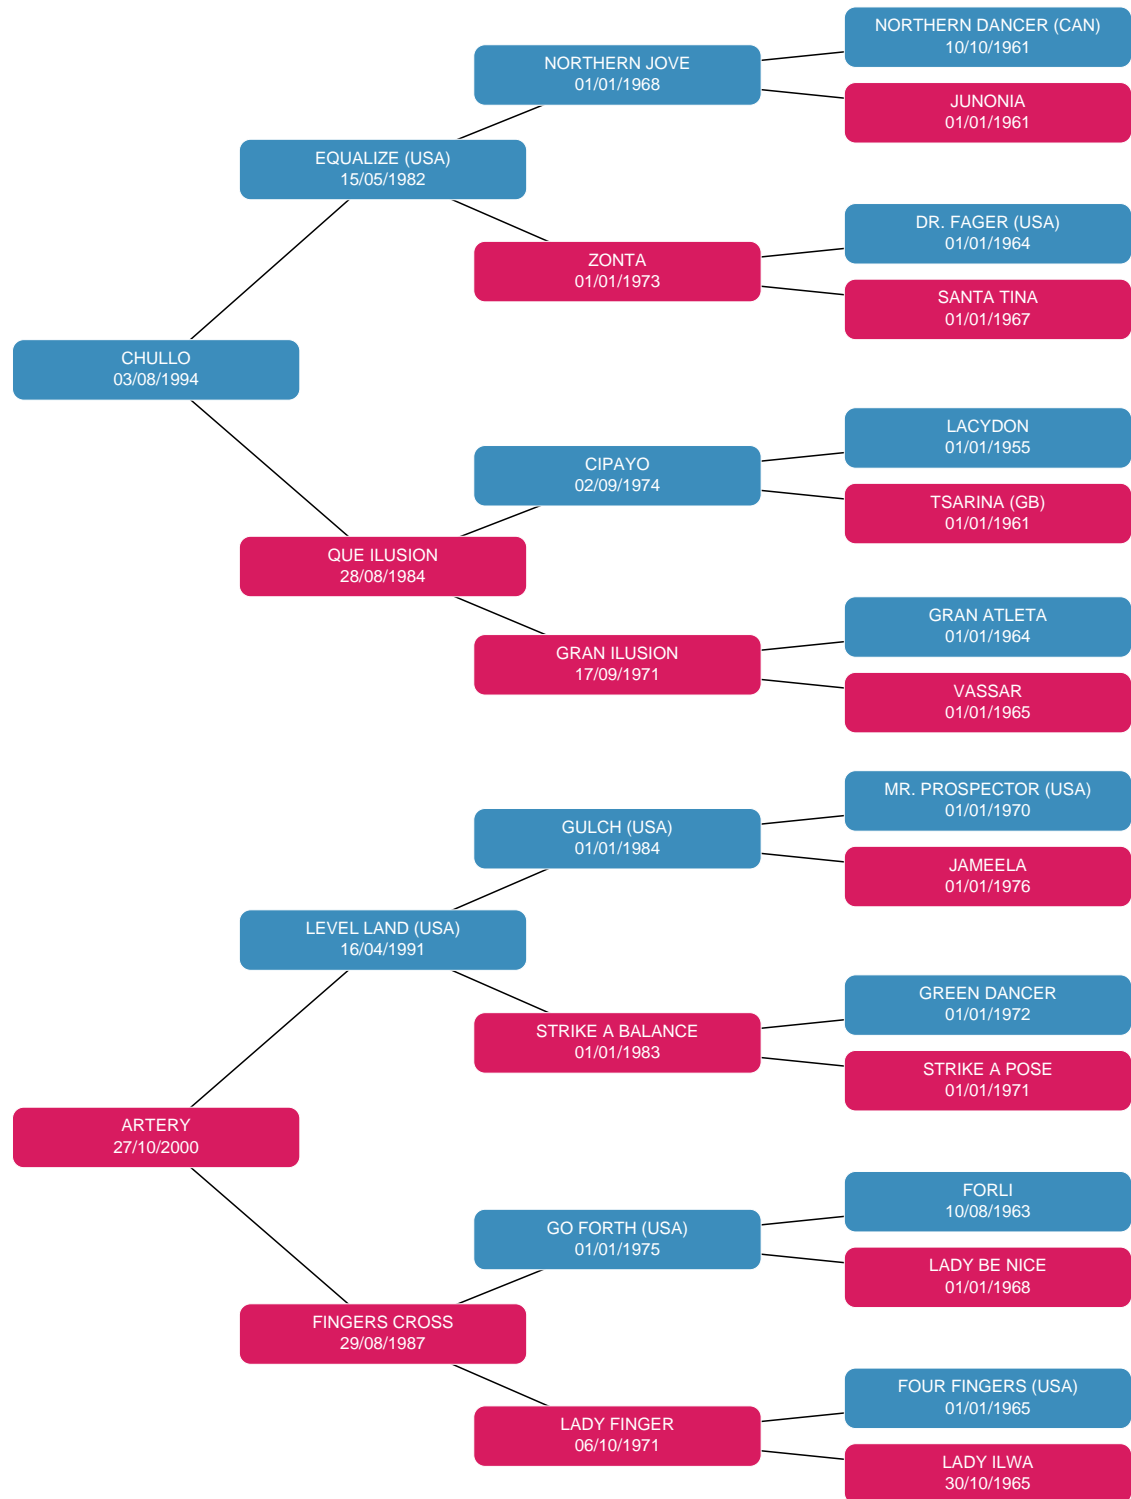 NORTHERN DANCER (CAN)
10/10/1961
NORTHERN JOVE
01/01/1968
JUNONIA
01/01/1961
EQUALIZE (USA)
15/05/1982
DR. FAGER (USA)
01/01/1964
ZONTA
01/01/1973
SANTA TINA
01/01/1967
CHULLO
03/08/1994
LACYDON
01/01/1955
CIPAYO
02/09/1974
TSARINA (GB)
01/01/1961
QUE ILUSION
28/08/1984
GRAN ATLETA
01/01/1964
GRAN ILUSION
17/09/1971
VASSAR
01/01/1965
MR. PROSPECTOR (USA)
01/01/1970
GULCH (USA)
01/01/1984
JAMEELA
01/01/1976
LEVEL LAND (USA)
16/04/1991
GREEN DANCER
01/01/1972
STRIKE A BALANCE
01/01/1983
STRIKE A POSE
01/01/1971
ARTERY
27/10/2000
FORLI
10/08/1963
GO FORTH (USA)
01/01/1975
LADY BE NICE
01/01/1968
FINGERS CROSS
29/08/1987
FOUR FINGERS (USA)
01/01/1965
LADY FINGER
06/10/1971
LADY ILWA
30/10/1965